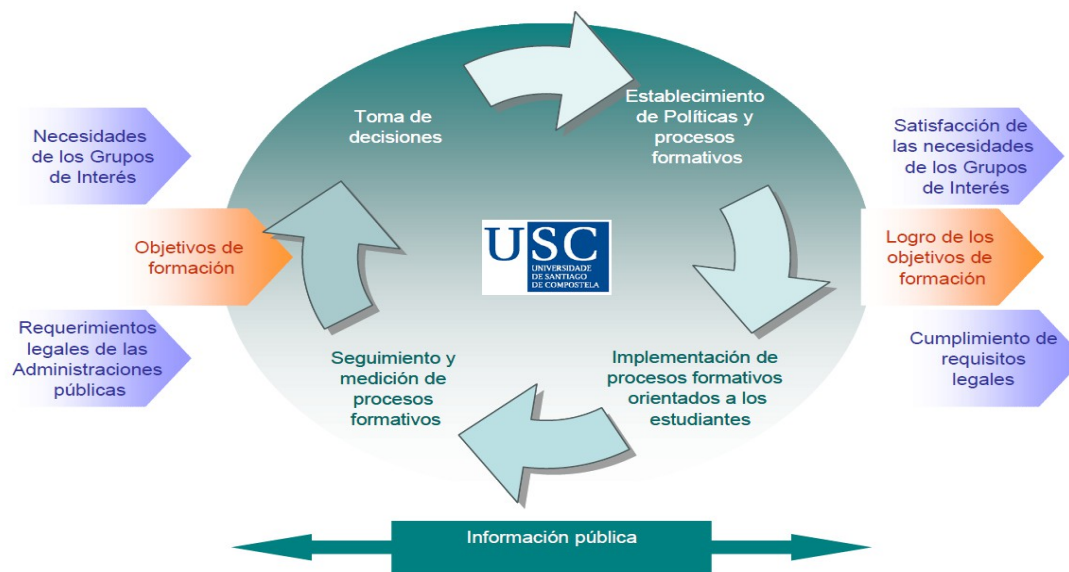 Necesidades
de los Grupos
de Interés
Objetivos de
formación
Requerimientos
legales de las
Administraciones
públicas
Toma de
decisiones
Establecimiento
de Políticas y
procesos
formativos
USC
UNIVERSIDADE
DE SANTIAGO
DE COMPOSTELA
Seguimiento y
medición de
procesos
formativos
Implementación de
procesos formativos
orientados a los
estudiantes
Satisfacción de
las necesidades
de los Grupos
de Interés
Logro de los
objetivos de
formación
Cumplimiento de
requisitos
legales
Información pública